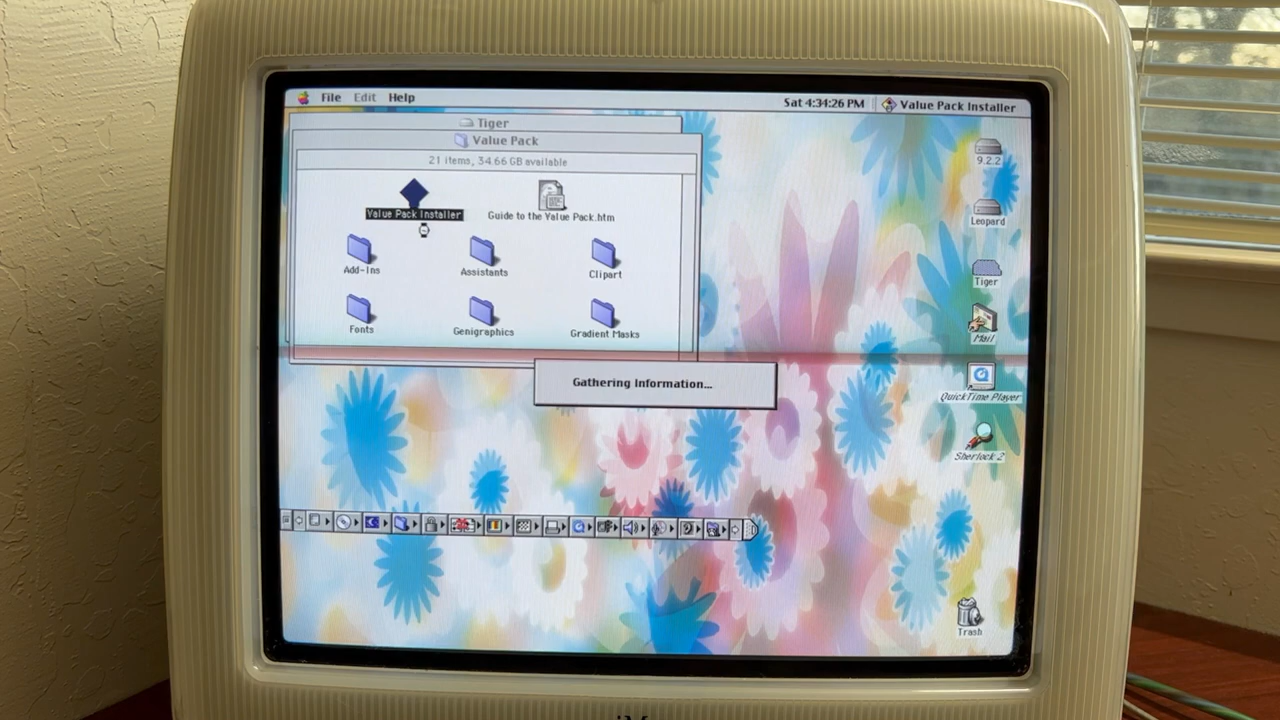 File Edit Help
Sat 4:34:26 PM
Value Pack Installer
Tiger
Value Pack
21 items, 34.66 GB available
Value Pack Installer
Guide to the Value Pack.htm
Add-Ins
Assistants
Clipart
Fonts
Genigraphics
Gradient Masks
Gathering Information...
9.2.2
Leopard
Tiger
Mail
QuickTime Player
Sherlock 2
Trash